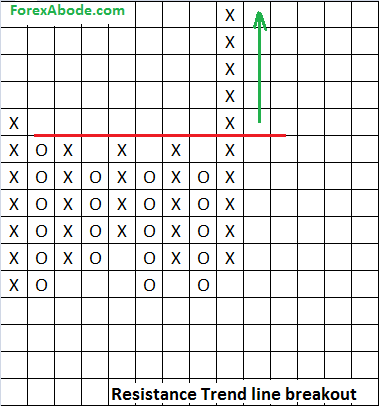 ForexAbode.com X
X
X
X
X X
X O X X X X
X O X O X O X O X
X O X O X O X O X
X O X O X O X O X
X O X O O X O X
X O O O
Resistance Trend line breakout